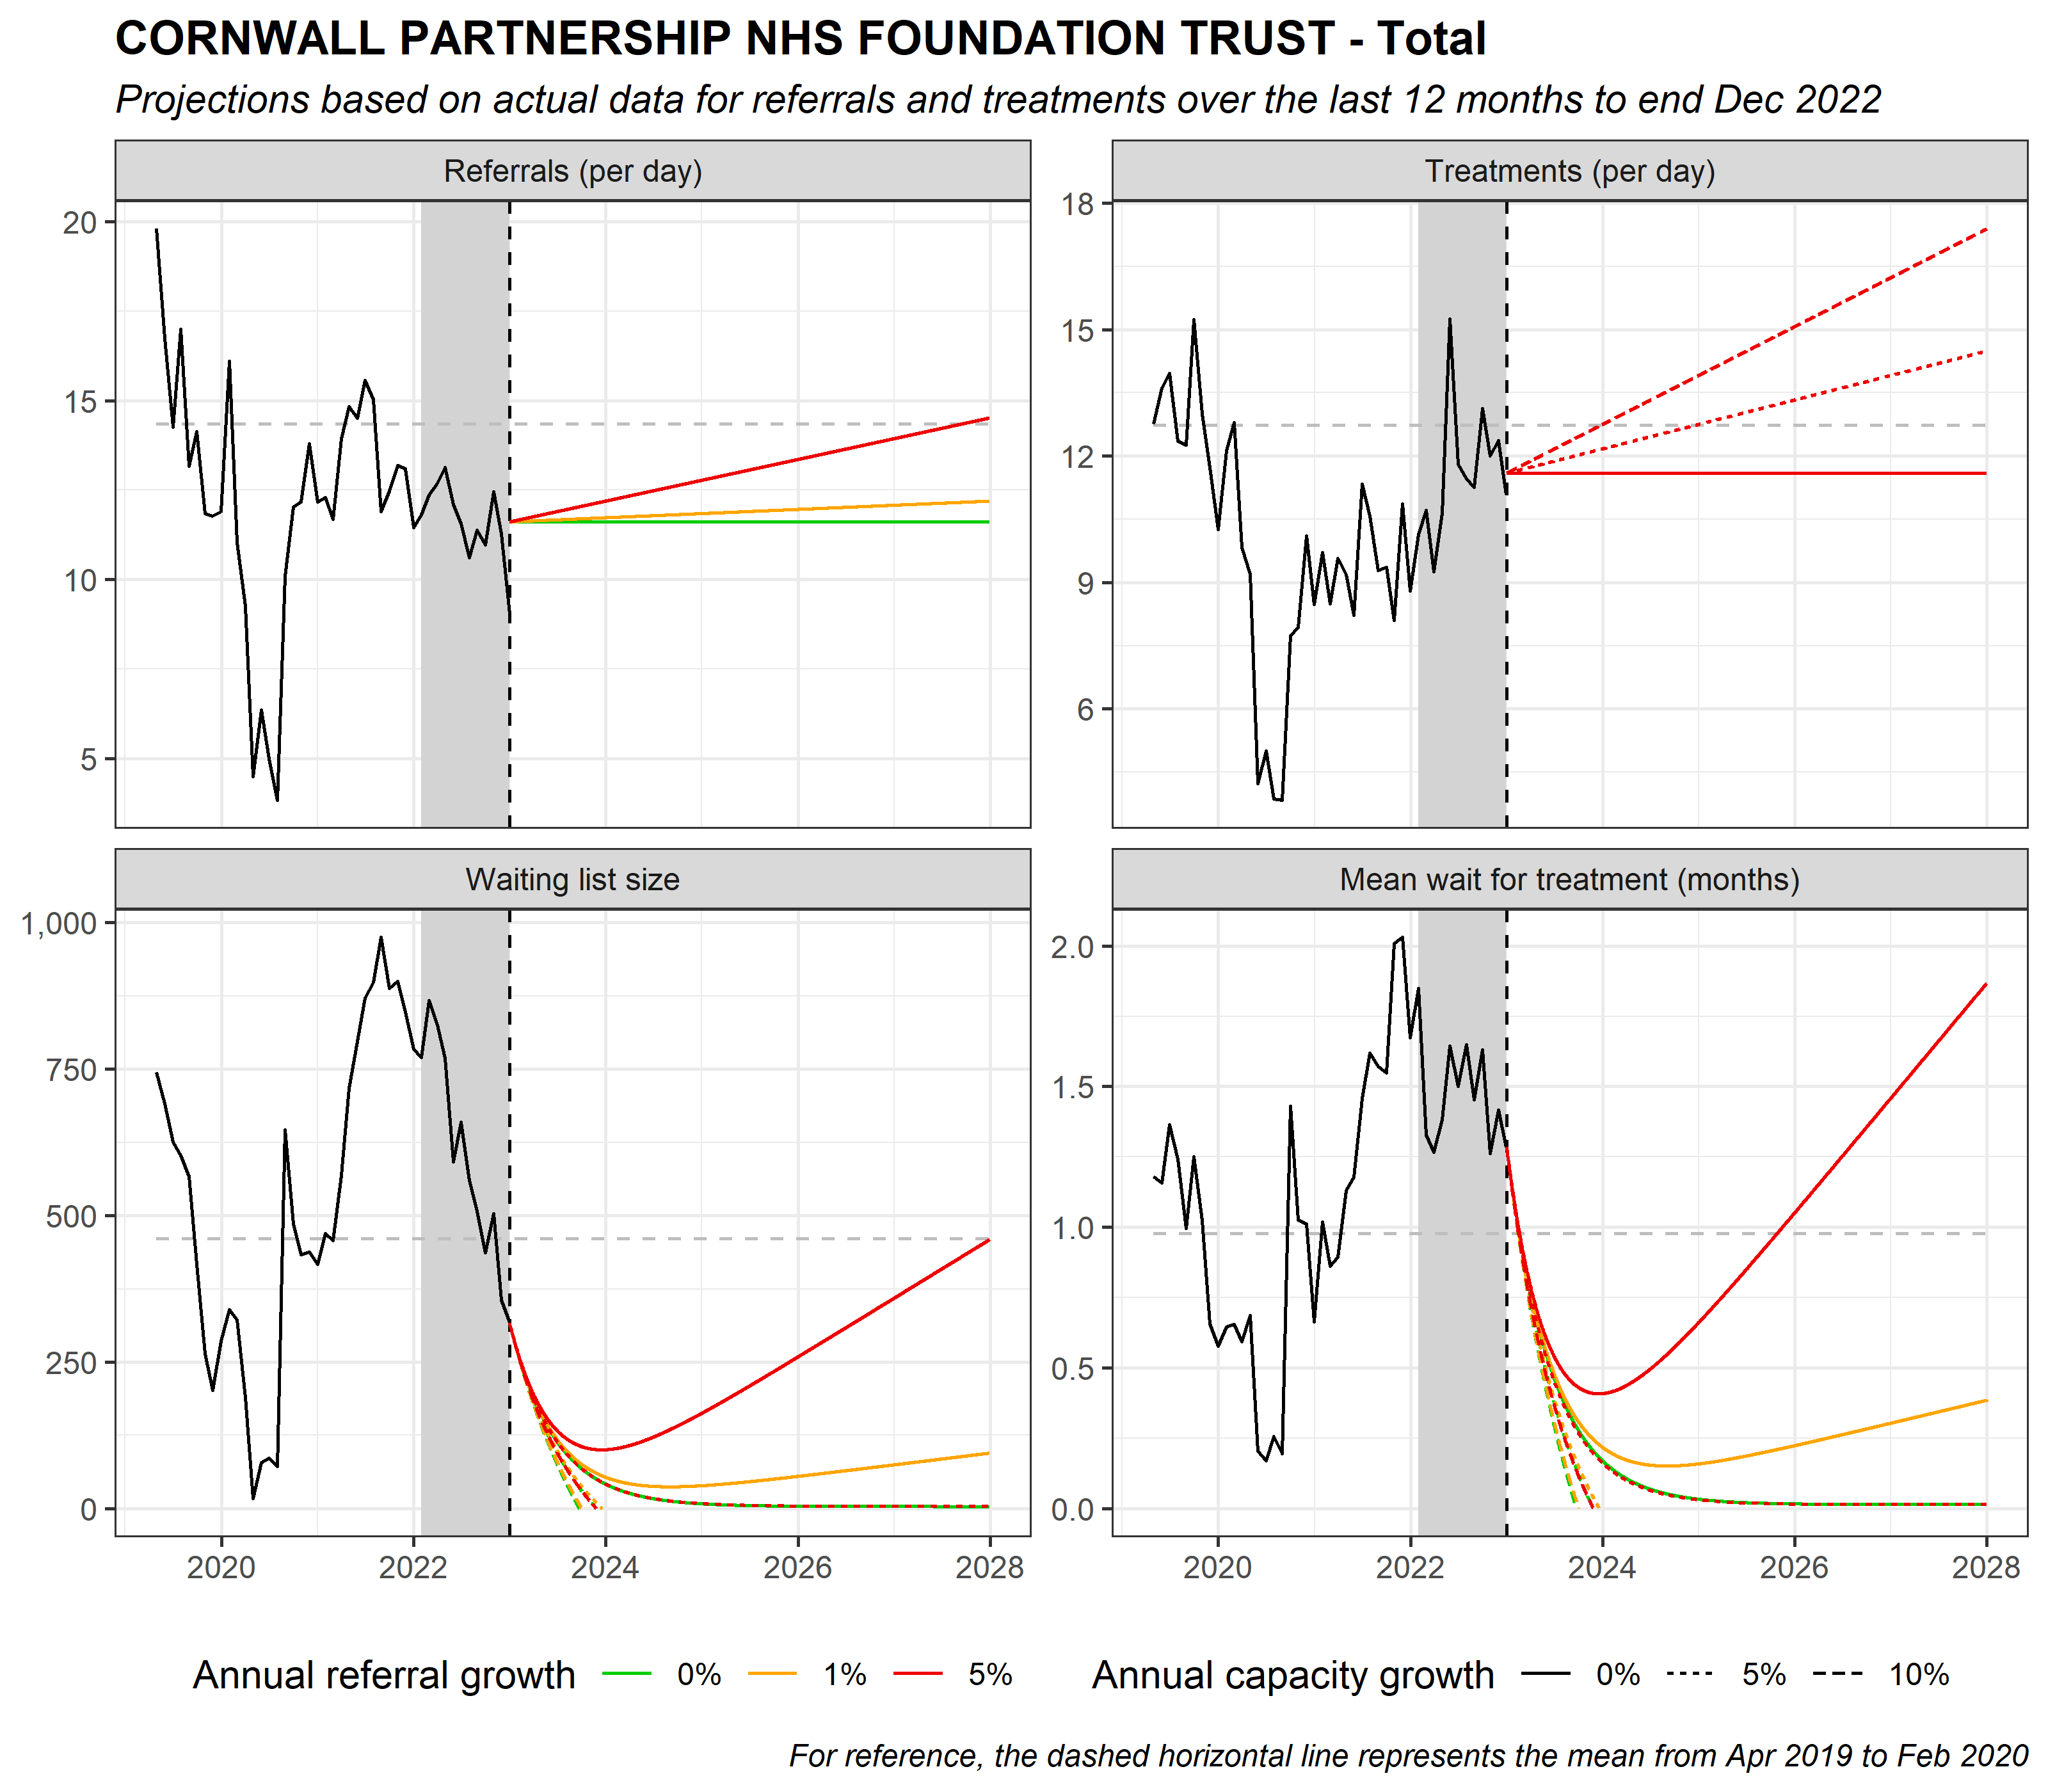 CORNWALL PARTNERSHIP NHS FOUNDATION TRUST - Total
Projections based on actual data for referrals and treatments over the last 12 months to end Dec 2022
Referrals (per day)
20
15
10
5
Treatments (per day)
18
15
12
9
6
Waiting list size
1,000
750
500
250
0
2020 2022 2024 2026 2028
Mean wait for treatment (months)
2.0
1.5
1.0
0.5
0.0
2020 2022 2024 2026 2028
Annual referral growth 0% 1% 5%
Annual capacity growth 0% 5% 10%
For reference, the dashed horizontal line represents the mean from Apr 2019 to Feb 2020